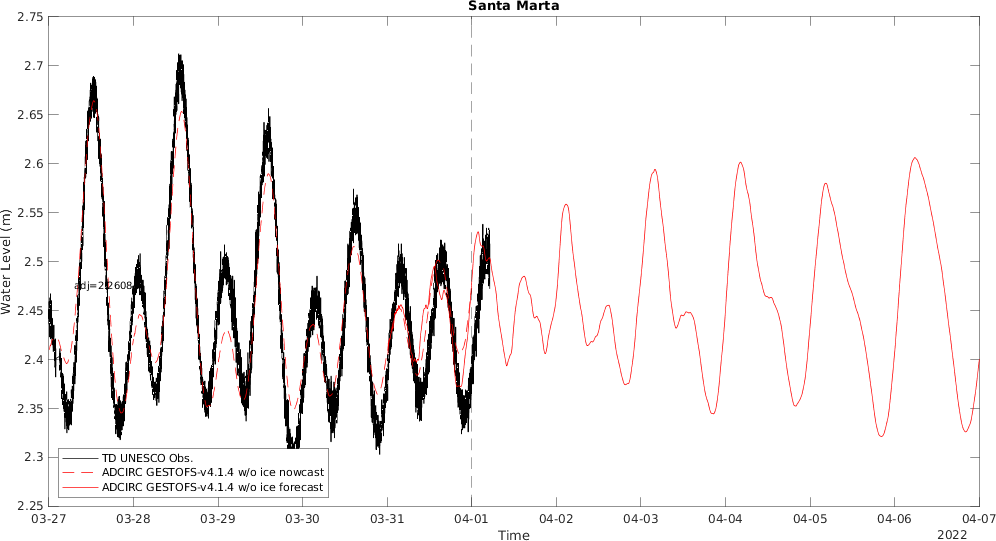 Santa Marta
2.75
2.7
2.65
2.6
2.55
2.5
2.45
2.4
2.35
2.3
2.25
Water Level (m)
adj=2.2608
TD UNESCO Obs.
ADCIRC GESTOFS-v4.1.4 w/o ice nowcast
ADCIRC GESTOFS-v4.1.4 w/o ice forecast
03-27 03-28 03-29 03-30 03-31 04-01 04-02 04-03 04-04 04-05 04-06 04-07
Time
2022